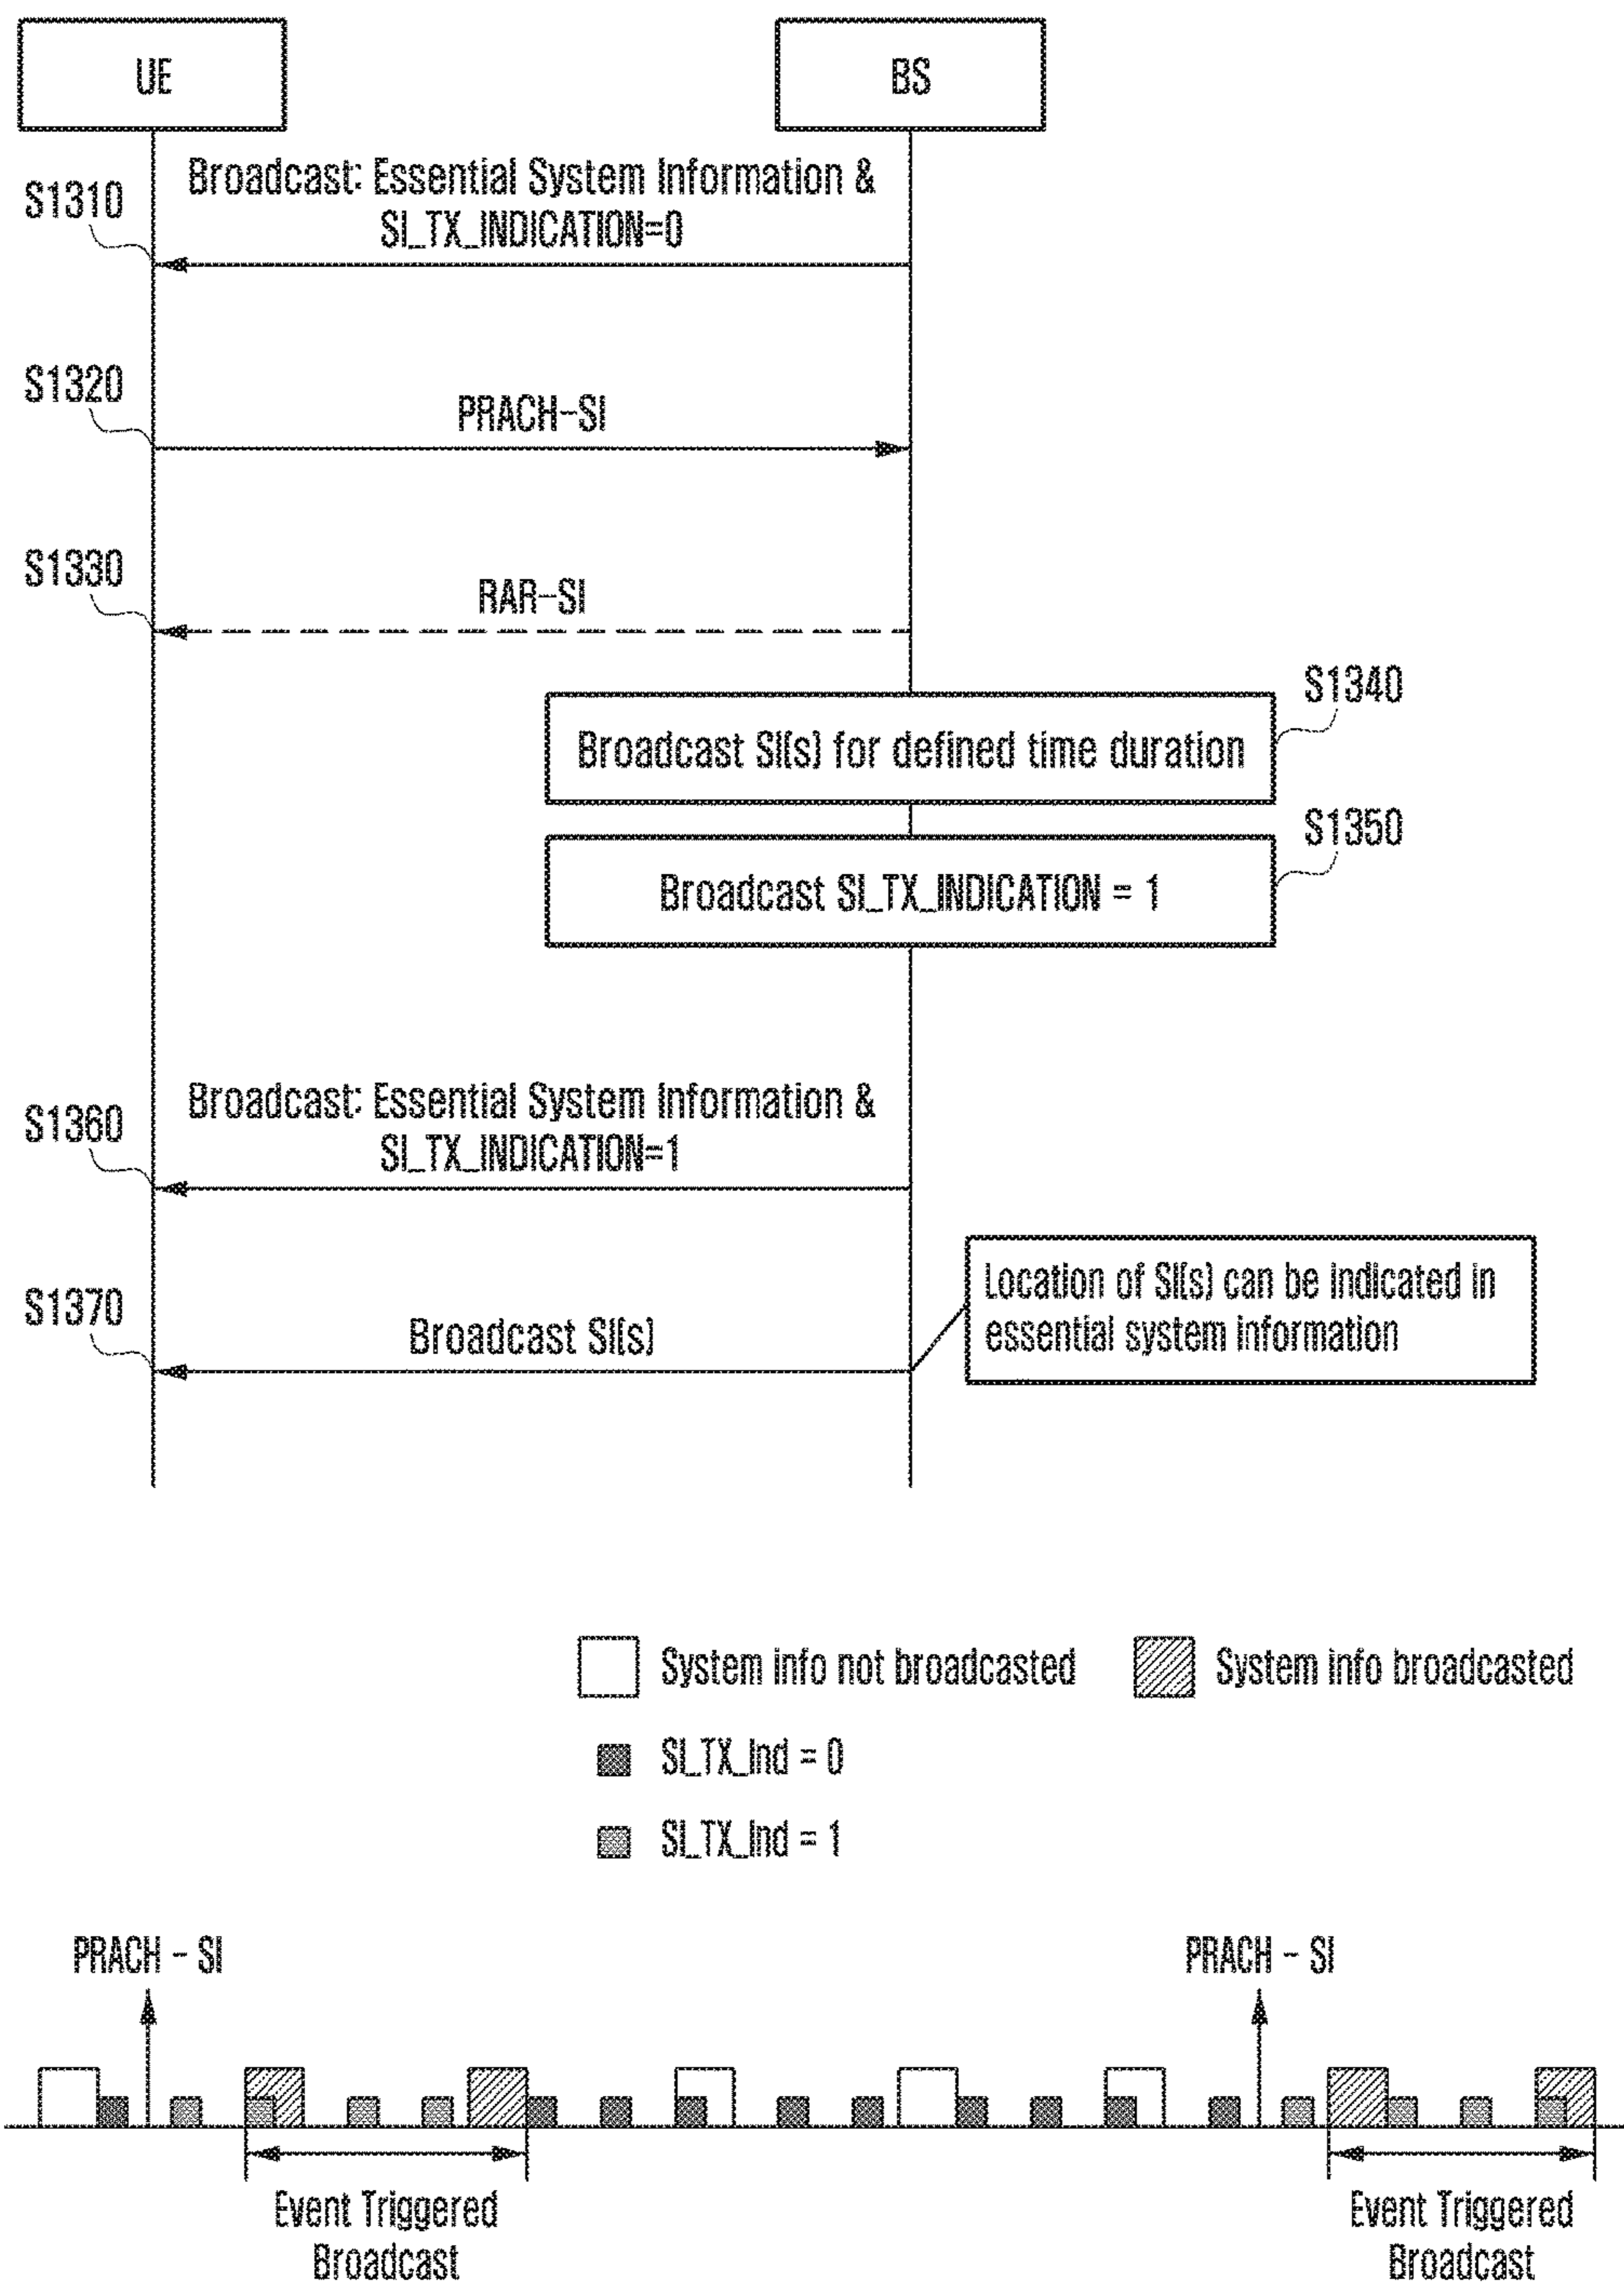 UE
BS
Broadcast: Essential System Information &
SI_TX_INDICATION=0
S1310
S1320
PRACH-SI
S1330
RAR-SI
S1340
Broadcast SI(s) for defined time duration
S1350
Broadcast SI_TX_INDICATION = 1
Broadcast: Essential System Information &
SI_TX_INDICATION=1
S1360
Location of SI(s) can be indicated in
essential system information
S1370
Broadcast SI(s)
System info not broadcasted
System info broadcasted
SI_TX_Ind = 0
SI_TX_Ind = 1
PRACH - SI
PRACH - SI
Event Triggered
Broadcast
Event Triggered
Broadcast